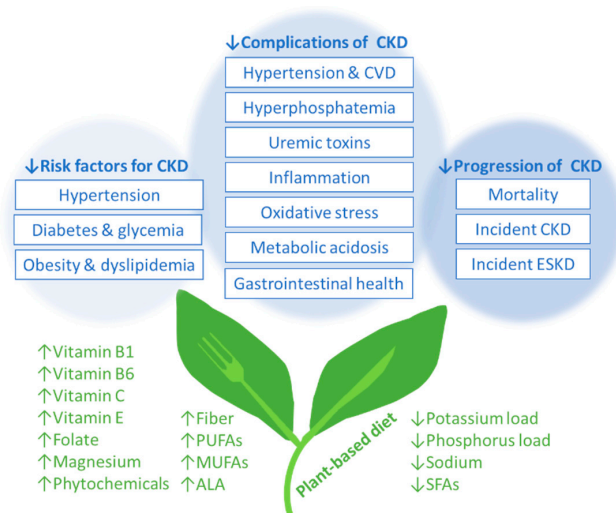 ↓Complications of CKD
Hypertension & CVD
Hyperphosphatemia
Uremic toxins
Inflammation
Oxidative stress
Metabolic acidosis
Gastrointestinal health
↓Risk factors for CKD
Hypertension
Diabetes & glycemia
Obesity & dyslipidemia
↓Progression of CKD
Mortality
Incident CKD
Incident ESKD
↑Vitamin B1
↑Vitamin B6
↑Vitamin C
↑Vitamin E
↑Folate
↑Magnesium
↑Phytochemicals
↑Fiber
↑PUFAs
↑MUFAs
↑ALA
Plant-based diet
↓Potassium load
↓Phosphorus load
↓Sodium
↓SFAs